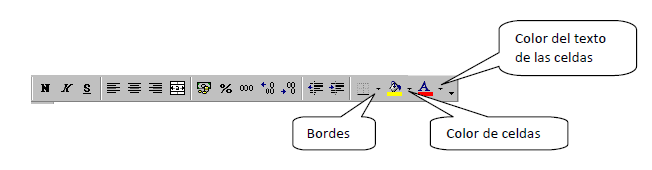 Color del texto
de las celdas
N K S % 000
Bordes
Color de celdas